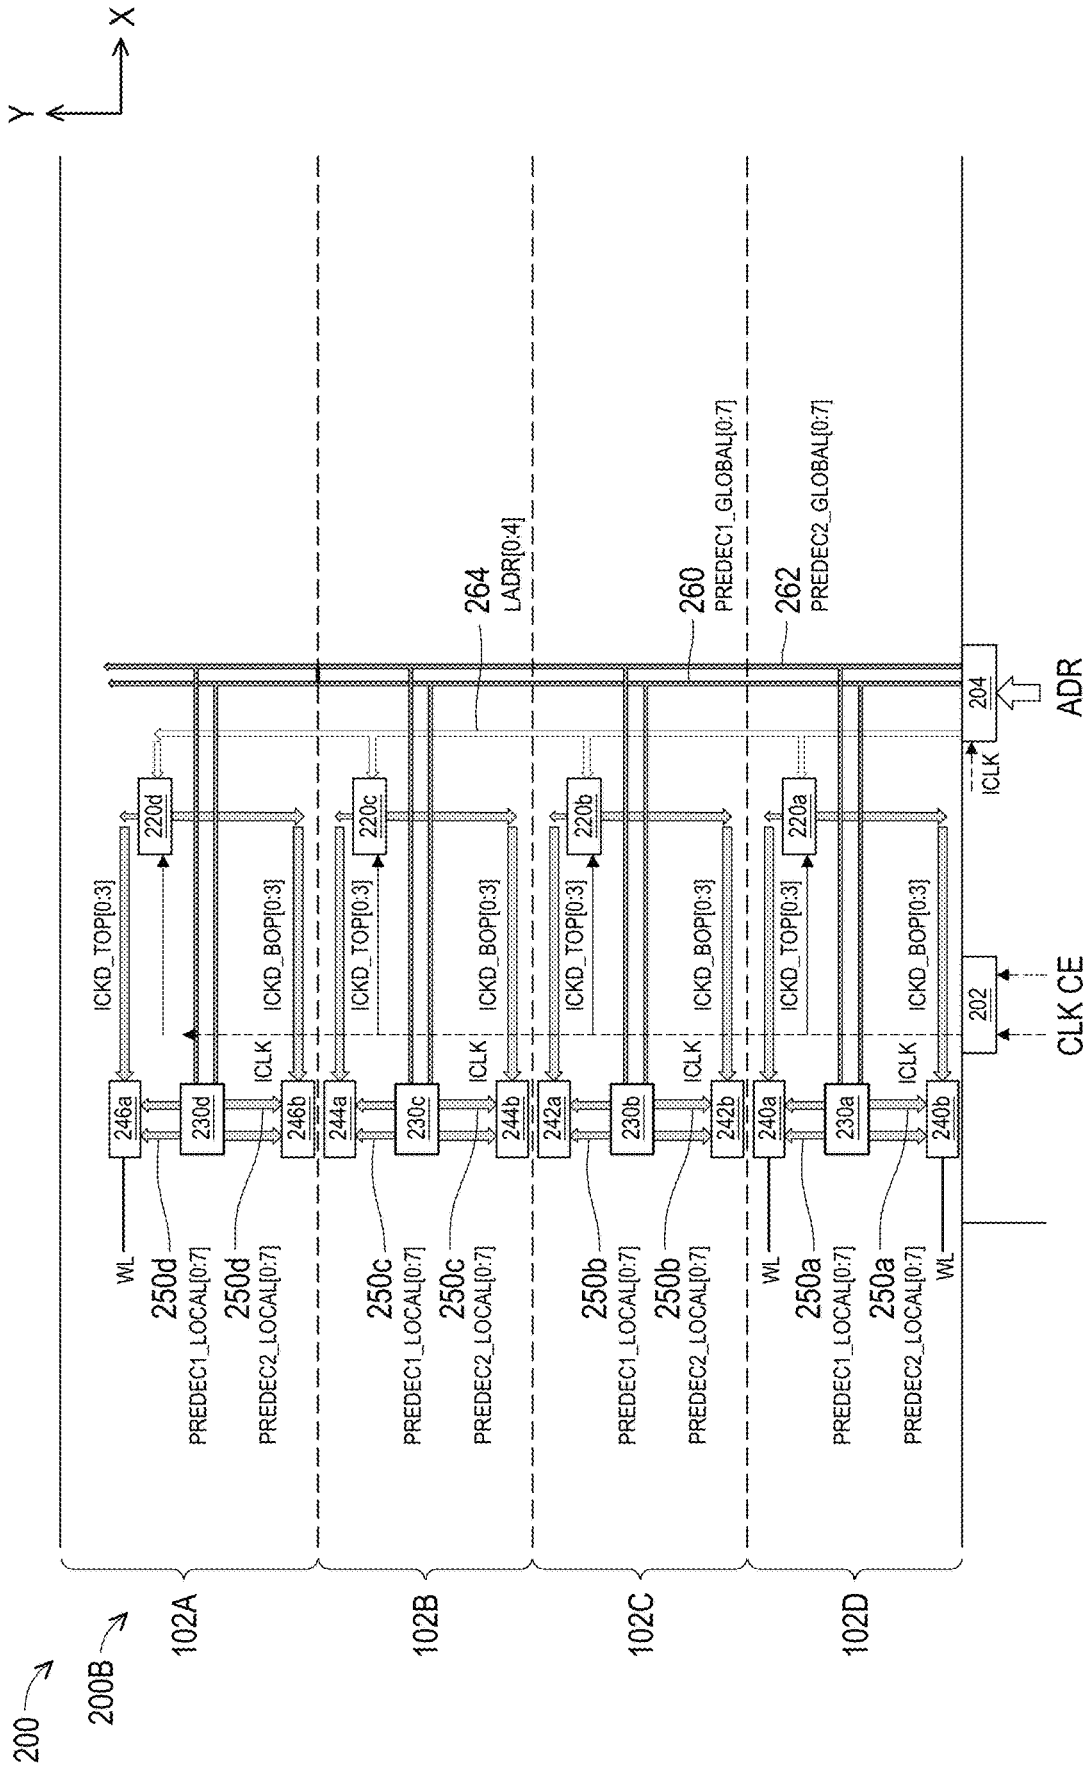 200
200B
Y
X
102A
102B
102C
102D
WL
250d
PREDEC1_LOCAL[0:7]
250d
PREDEC2_LOCAL[0:7]
246a
230d
246b
ICKD_TOP[0:3]
ICKD_BOP[0:3]
ICLK
220d
250c
PREDEC1_LOCAL[0:7]
250c
PREDEC2_LOCAL[0:7]
244a
230c
244b
ICKD_TOP[0:3]
ICKD_BOP[0:3]
ICLK
220c
264
LADR[0:4]
250b
PREDEC1_LOCAL[0:7]
250b
PREDEC2_LOCAL[0:7]
242a
230b
242b
ICKD_TOP[0:3]
ICKD_BOP[0:3]
ICLK
220b
260
PREDEC1_GLOBAL[0:7]
WL
250a
PREDEC1_LOCAL[0:7]
250a
PREDEC2_LOCAL[0:7]
WL
240a
230a
240b
ICKD_TOP[0:3]
ICKD_BOP[0:3]
ICLK
220a
262
PREDEC2_GLOBAL[0:7]
202
CLK CE
ICLK
204
ADR